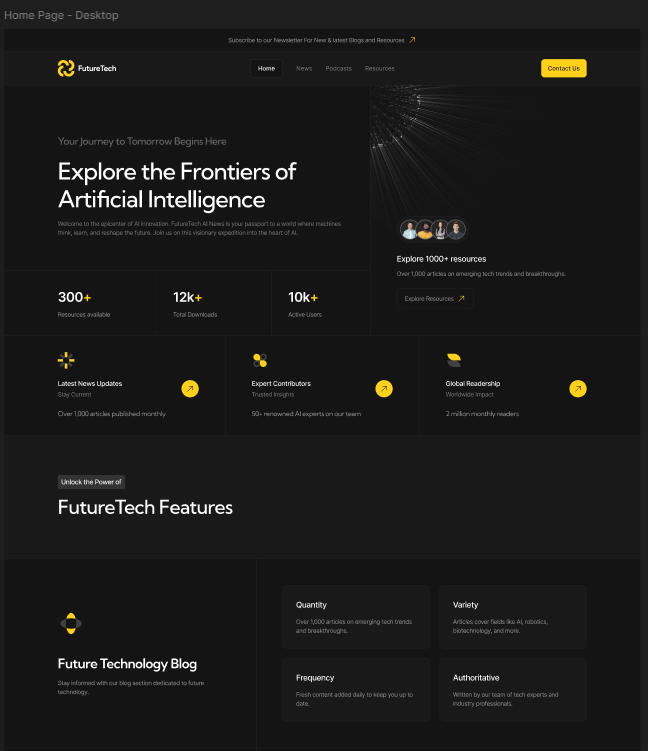 Home Page - Desktop
Subscribe to our Newsletter For New & latest Blogs and Resources
FutureTech
Home
News
Podcasts
Resources
Contact Us
Your Journey to Tomorrow Begins Here
Explore the Frontiers of
Artificial Intelligence
Welcome to the epicenter of AI innovation. FutureTech AI News is your passport to a world where machines
think, learn, and reshape the future. Join us on this visionary expedition into the heart of AI.
Explore 1000+ resources
Over 1,000 articles on emerging tech trends and breakthroughs.
Explore Resources
300+
Resources available
12k+
Total Downloads
10k+
Active Users
Latest News Updates
Stay Current
Over 1,000 articles published monthly
Expert Contributors
Trusted Insights
50+ renowned AI experts on our team
Global Readership
Worldwide Impact
2 million monthly readers
Unlock the Power of
FutureTech Features
Future Technology Blog
Stay informed with our blog section dedicated to future
technology.
Quantity
Over 1,000 articles on emerging tech trends
and breakthroughs.
Variety
Articles cover fields like AI, robotics,
biotechnology, and more.
Frequency
Fresh content added daily to keep you up to
date.
Authoritative
Written by our team of tech experts and
industry professionals.